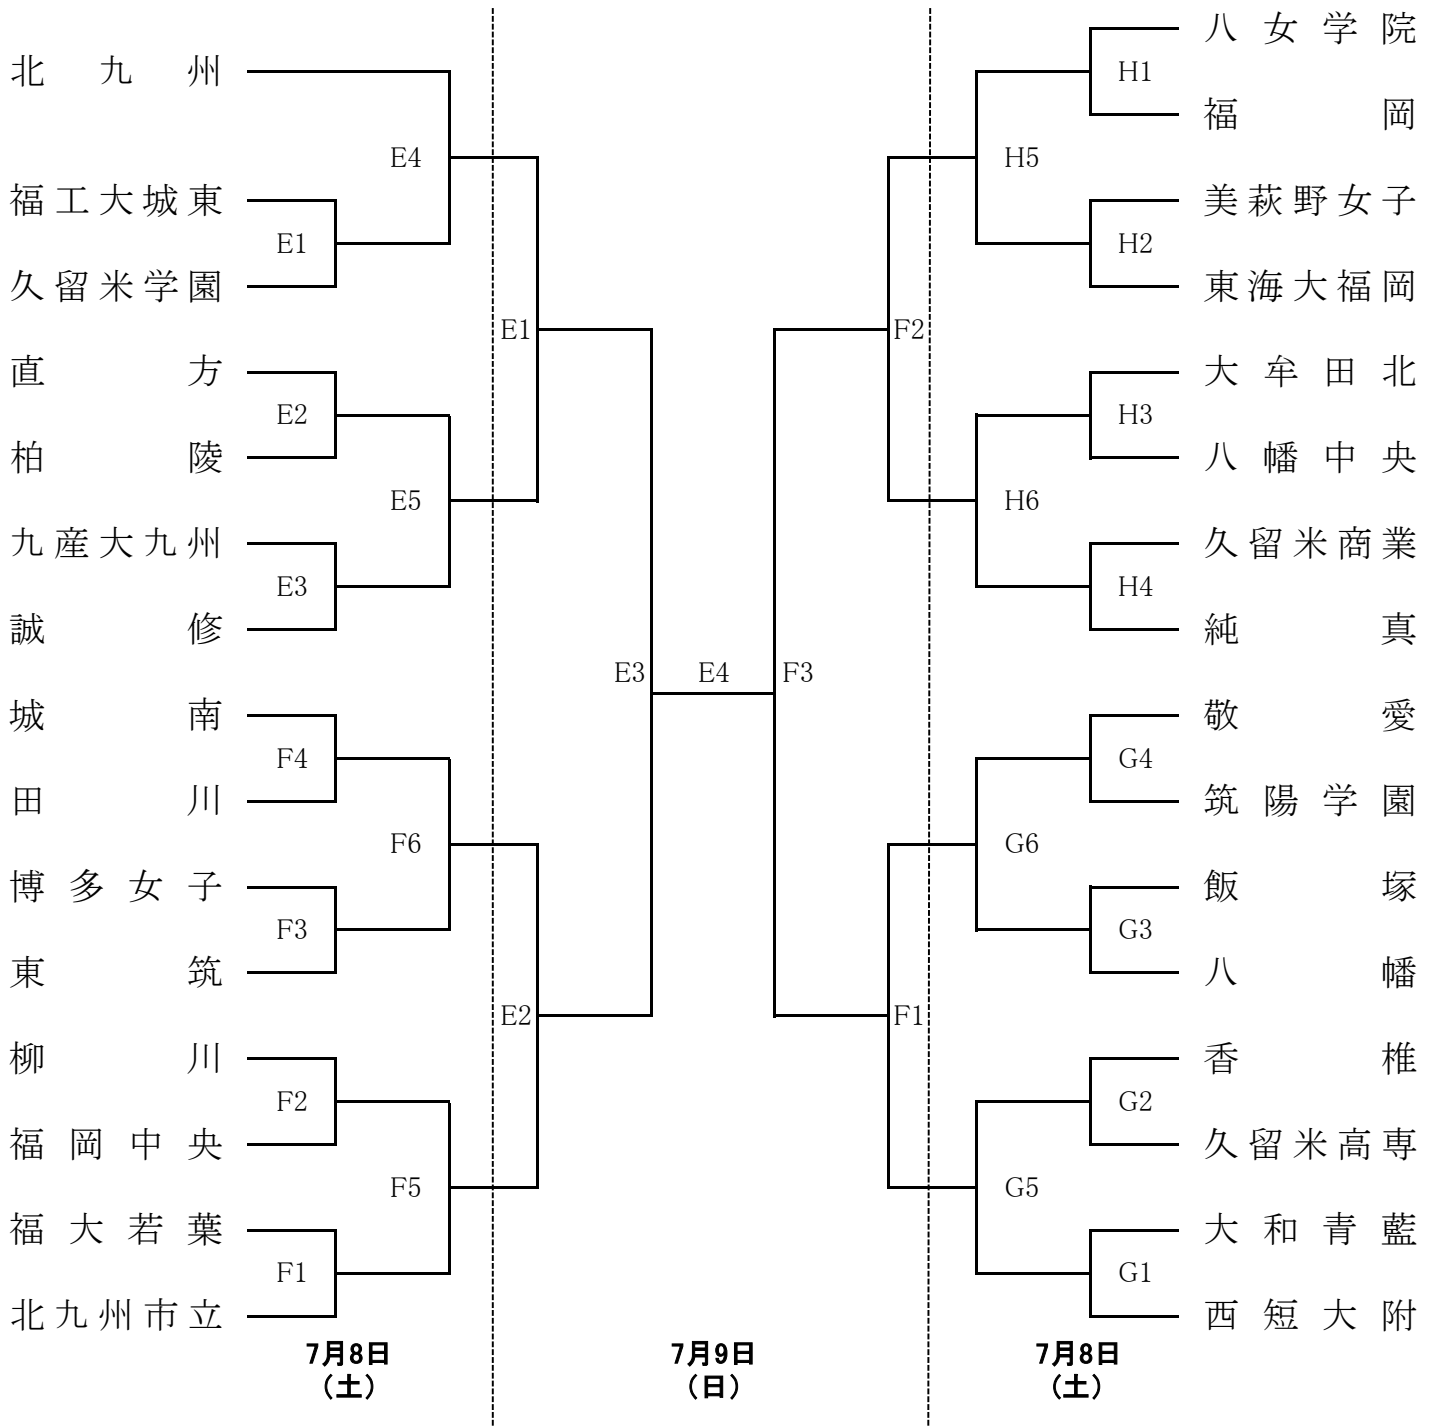 八女学院
北九州
H1
福岡
E4
H5
福工大城東
美萩野女子
E1
H2
久留米学園
東海大福岡
E1
F2
直方
大牟田北
E2
H3
柏陵
八幡中央
E5
H6
九産大九州
久留米商業
E3
H4
誠修
純真
E3
E4
F3
城南
敬愛
F4
G4
田川
筑陽学園
F6
G6
博多女子
飯塚
F3
G3
東筑
八幡
E2
F1
柳川
香椎
F2
G2
福岡中央
久留米高専
F5
G5
福大若葉
大和青藍
F1
G1
北九州市立
西短大附
7月8日
(土)
7月9日
(日)
7月8日
(土)